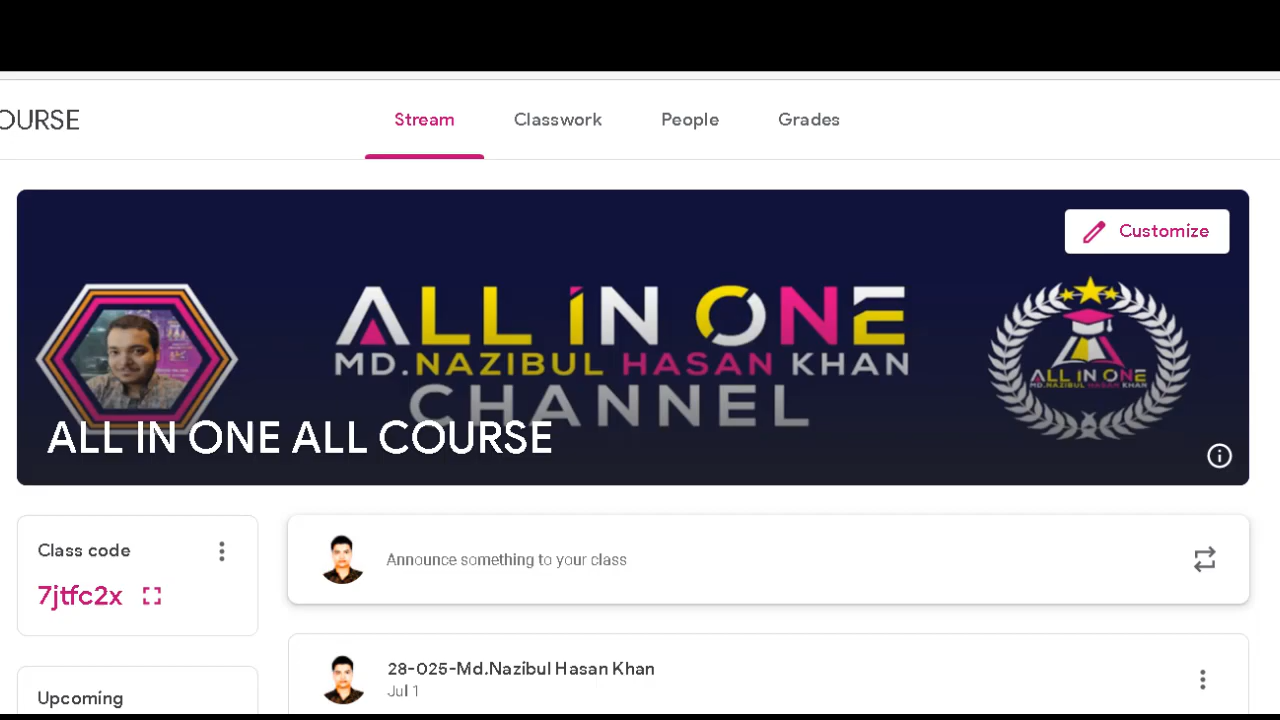 OURSE
Stream
Classwork
People
Grades
Customize
ALL IN ONE
MD.NAZIBUL HASAN KHAN
CHANNEL
ALL IN ONE
MD.NAZIBUL HASAN KHAN
ALL IN ONE ALL COURSE
Class code
7jtfc2x
Announce something to your class
28-025-Md.Nazibul Hasan Khan
Jul 1
Upcoming